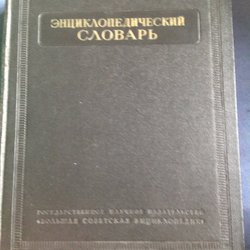 ЭНЦИКЛОПЕДИЧЕСКИЙ
СЛОВАРЬ
ГОСУДАРСТВЕННОЕ НАУЧНОЕ ИЗДАТЕЛЬСТВО
«БОЛЬШАЯ СОВЕТСКАЯ ЭНЦИКЛОПЕДИЯ»